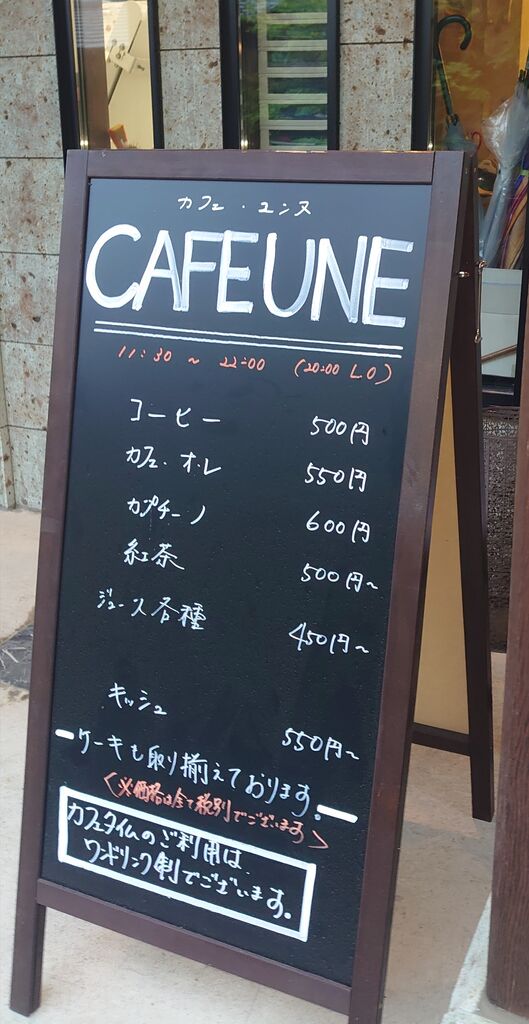 カフェ・ユンヌ
CAFE UNE
11:30 ~ 22:00 (20:00 L.O)
コーヒー 500円
カフェ・オ・レ 550円
カプチーノ 600円
紅茶 500円~
ジュース各種 450円~
キッシュ 550円~
ケーキも取り揃えております。
<※価格は全て税別でございます>
カフェタイムのご利用は、
ワンドリンク制でございます。